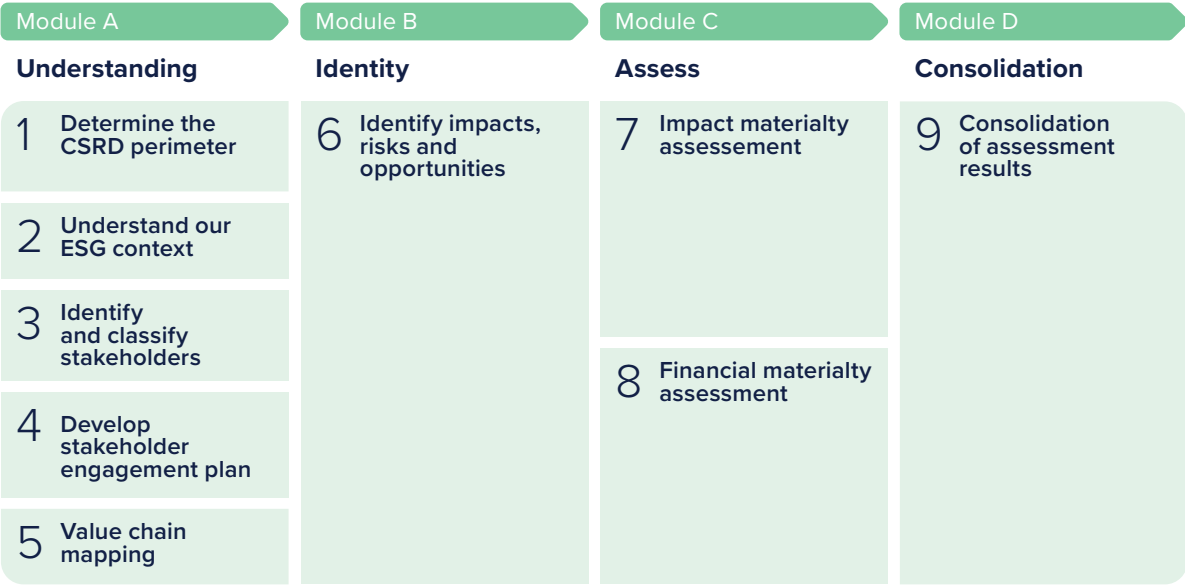 Module A
Understanding
1 Determine the
CSRD perimeter
2 Understand our
ESG context
3 Identify
and classify
stakeholders
4 Develop
stakeholder
engagement plan
5 Value chain
mapping
Module B
Identity
6 Identify impacts,
risks and
opportunities
Module C
Assess
7 Impact materialty
assessement
8 Financial materialty
assessment
Module D
Consolidation
9 Consolidation
of assessment
results